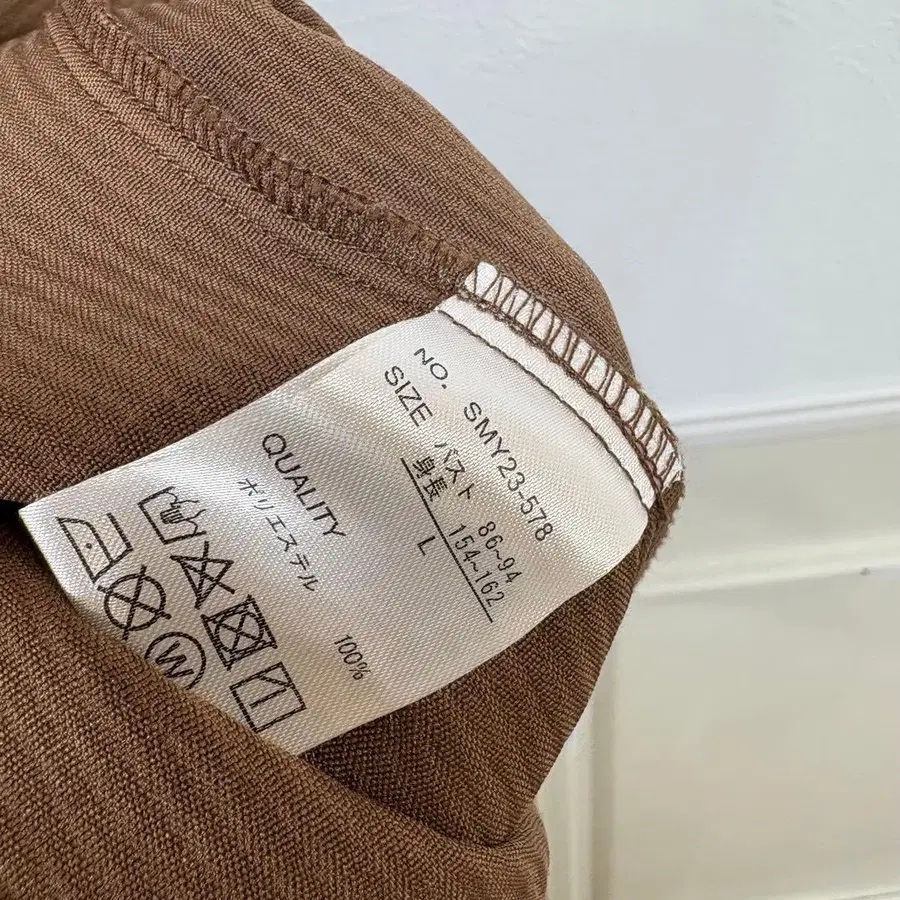 NO. SMY23-578
SIZE
バスト 86~94
身長 154~162
L
QUALITY
ポリエステル 100%
W